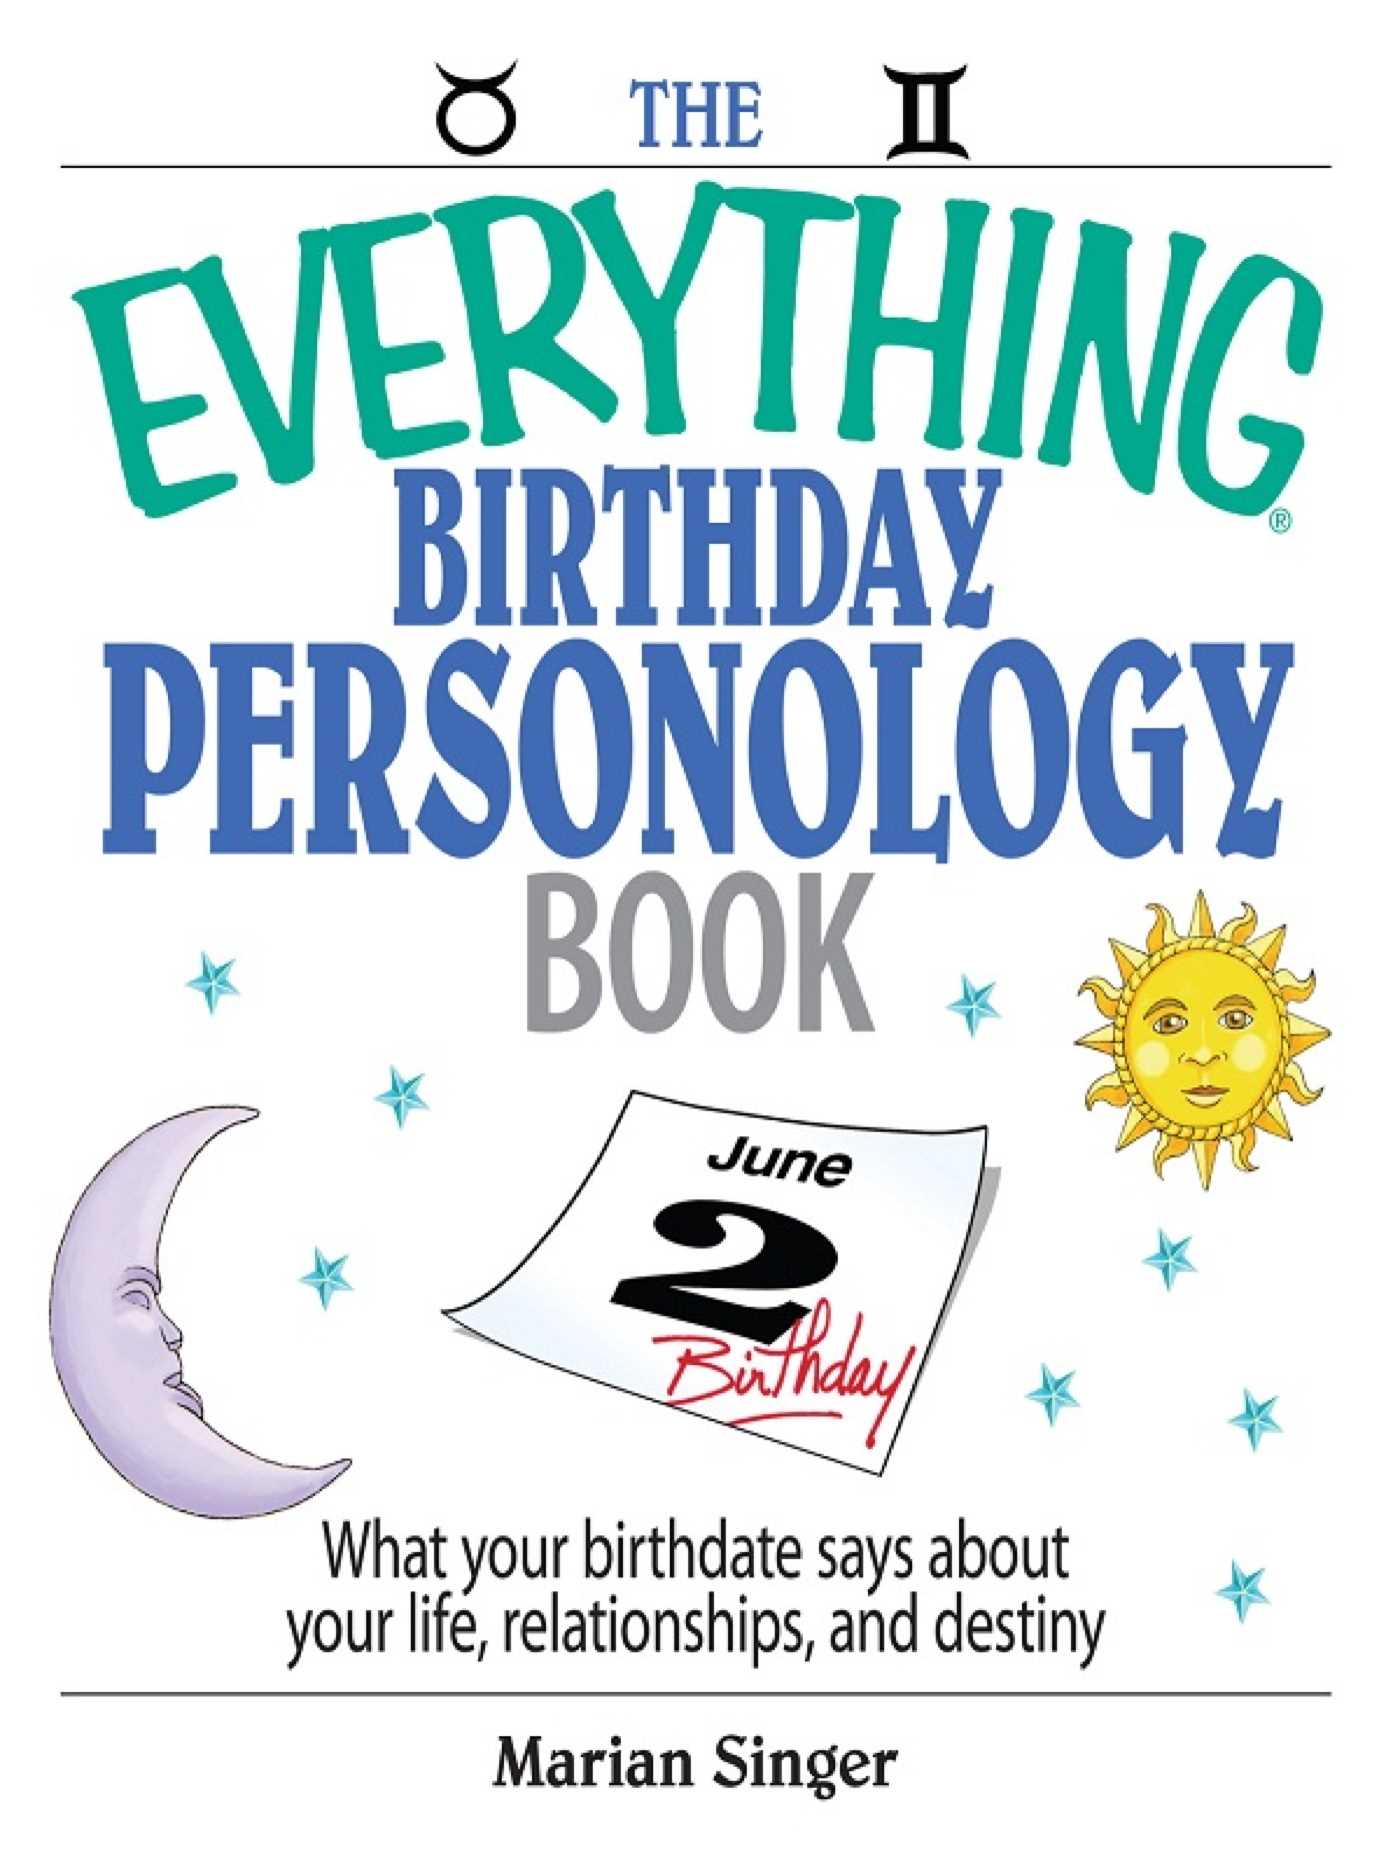 ♉ THE ♊
EVERYTHING®
BIRTHDAY
PERSONOLOGY
BOOK
June
2
Birthday
What your birthdate says about
your life, relationships, and destiny
Marian Singer